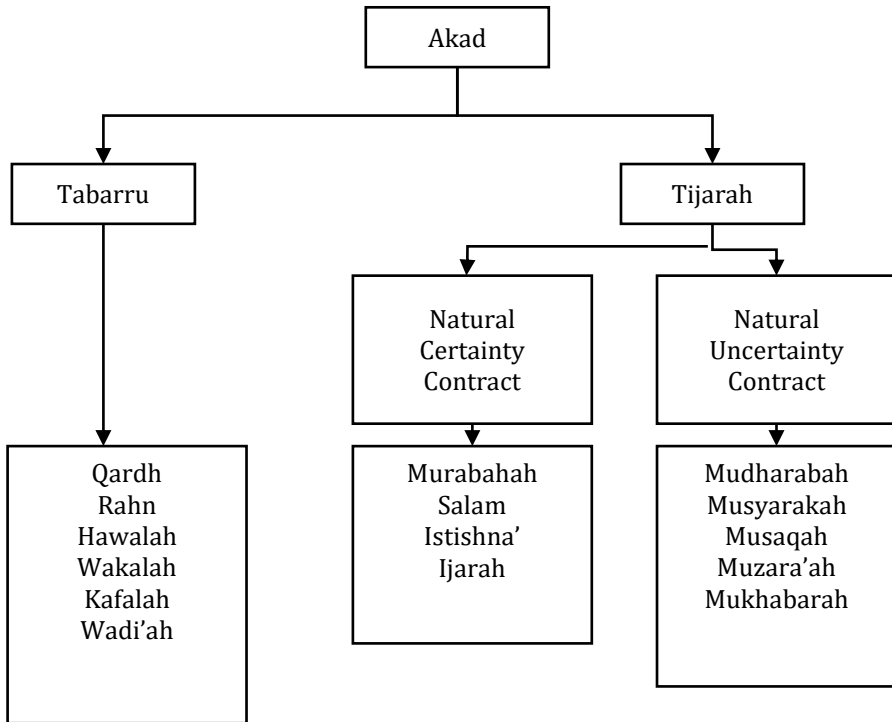 Akad
Tabarru
Tijarah
Natural
Certainty
Contract
Natural
Uncertainty
Contract
Qardh
Rahn
Hawalah
Wakalah
Kafalah
Wadi’ah
Murabahah
Salam
Istishna’
Ijarah
Mudharabah
Musyarakah
Musaqah
Muzara’ah
Mukhabarah